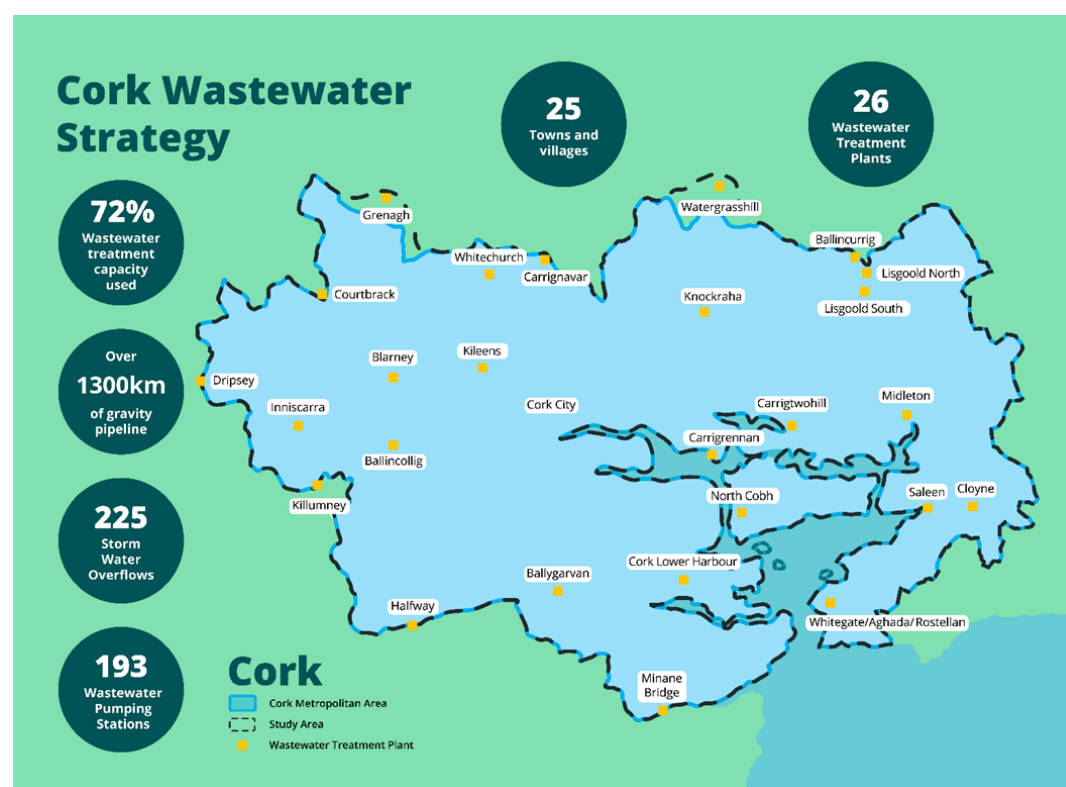 Cork Wastewater
Strategy
25
Towns and
villages
26
Wastewater
Treatment
Plants
72%
Wastewater
treatment
capacity
used
Over
1300km
of gravity
pipeline
225
Storm
Water
Overflows
193
Wastewater
Pumping
Stations
Grenagh
Watergrasshill
Whitechurch
Carrignavar
Ballincurrig
Lisgoold North
Lisgoold South
Courtbrack
Knockraha
Blarney
Kileens
Dripsey
Inniscarra
Cork City
Carrigtwohill
Midleton
Carrigrennan
Ballincollig
Killumney
North Cobh
Saleen
Cloyne
Cork Lower Harbour
Ballygarvan
Halfway
Whitegate/Aghada/Rostellan
Minane
Bridge
Cork
Cork Metropolitan Area
Study Area
Wastewater Treatment Plant